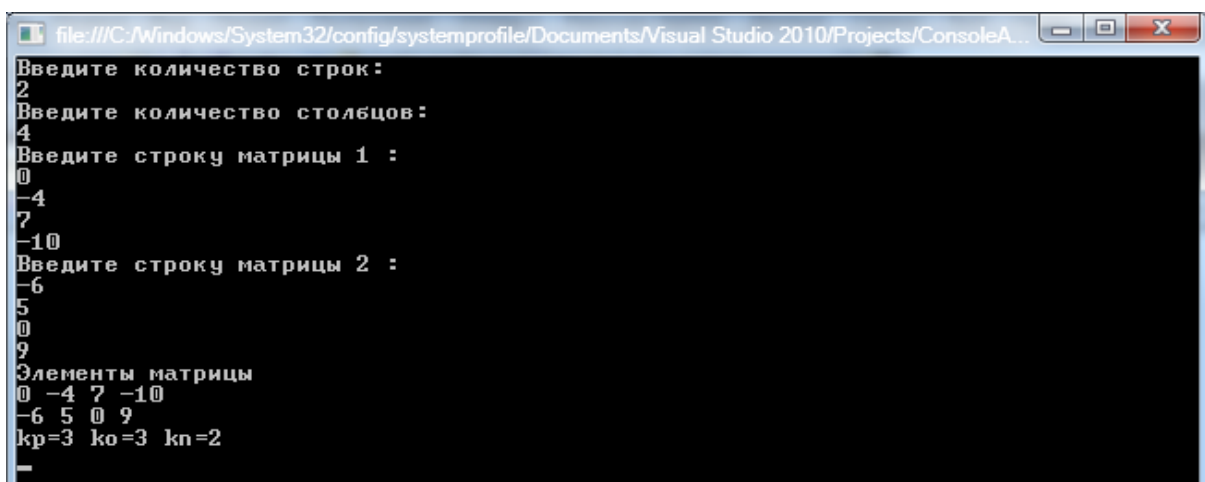 file:///C:/Windows/System32/config/systemprofile/Documents/Visual Studio 2010/Projects/ConsoleA...
Введите количество строк:
2
Введите количество столбцов:
4
Введите строку матрицы 1 :
0
-4
7
-10
Введите строку матрицы 2 :
-6
5
0
9
Элементы матрицы
0 -4 7 -10
-6 5 0 9
kp=3 ko=3 kn=2